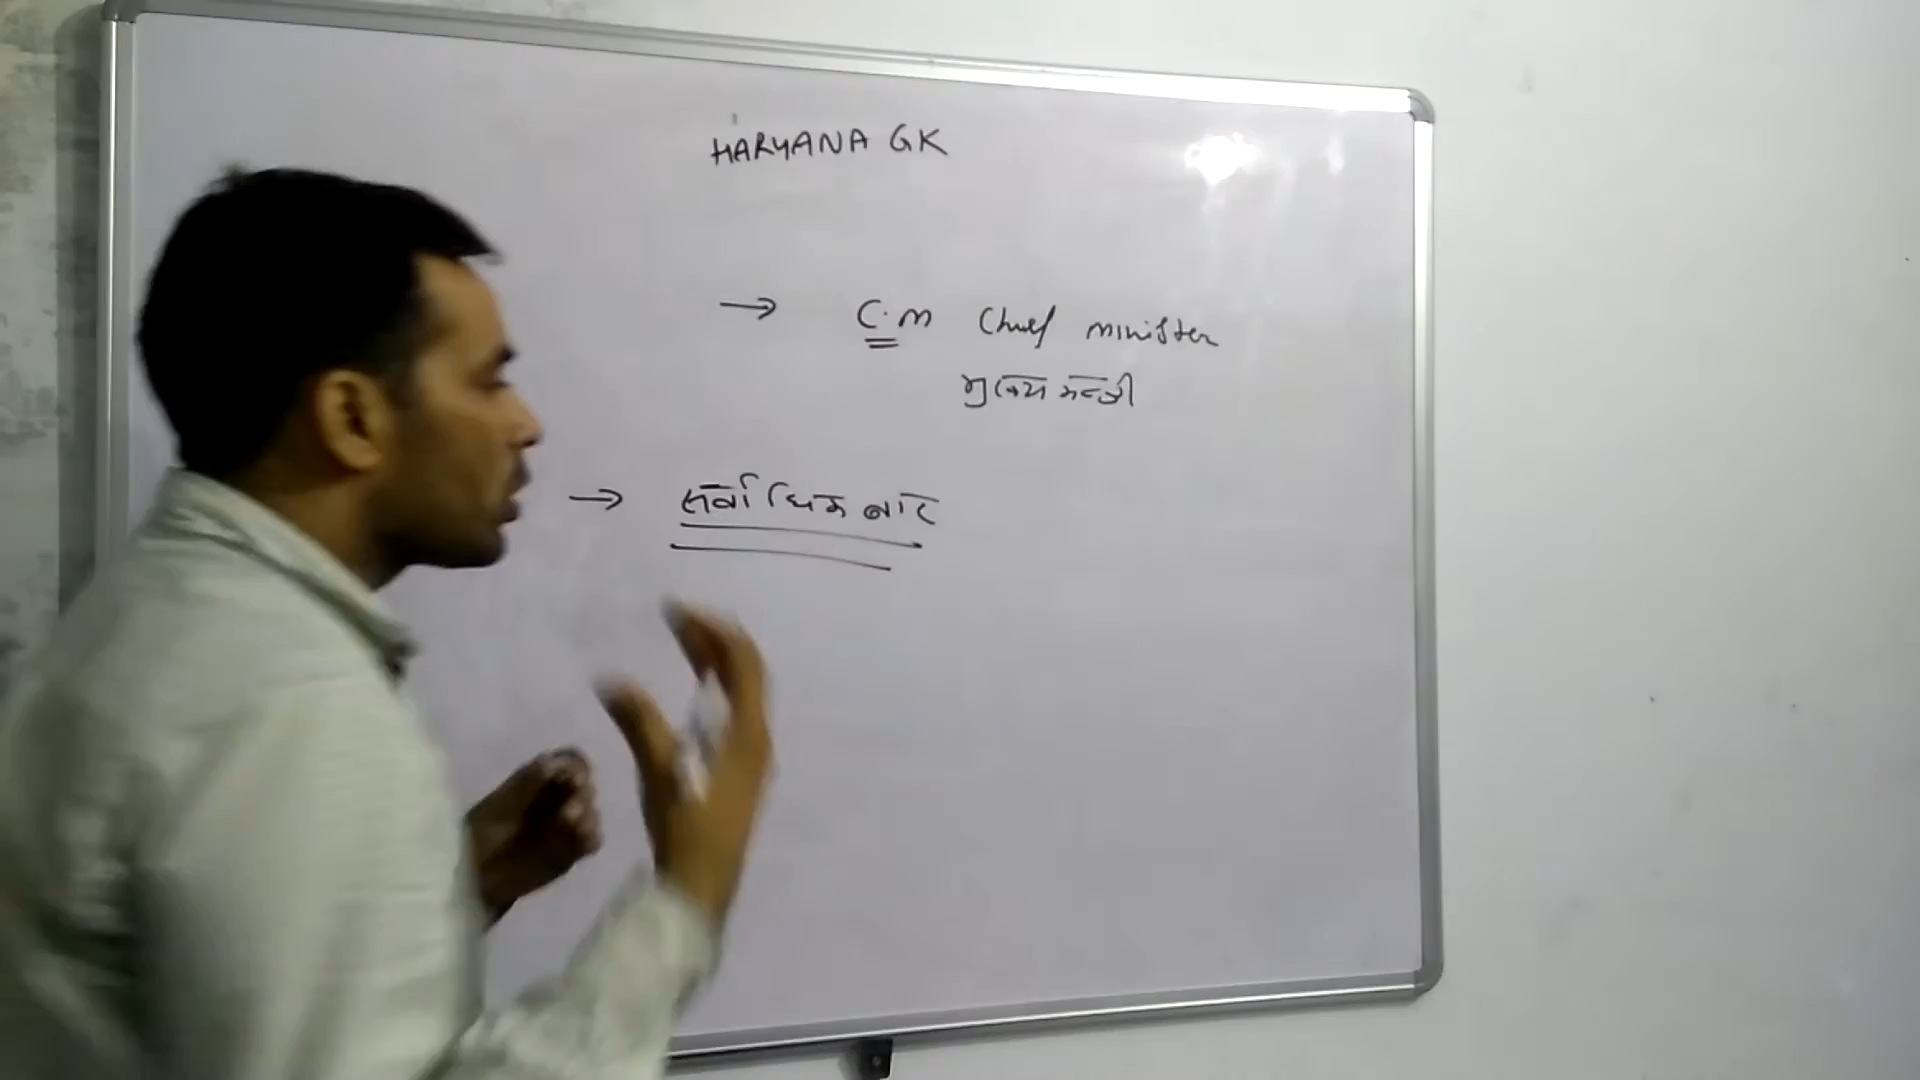 HARYANA GK
→ C.M Chief minister
मुख्य मन्त्री
→ सर्वाधिक बार